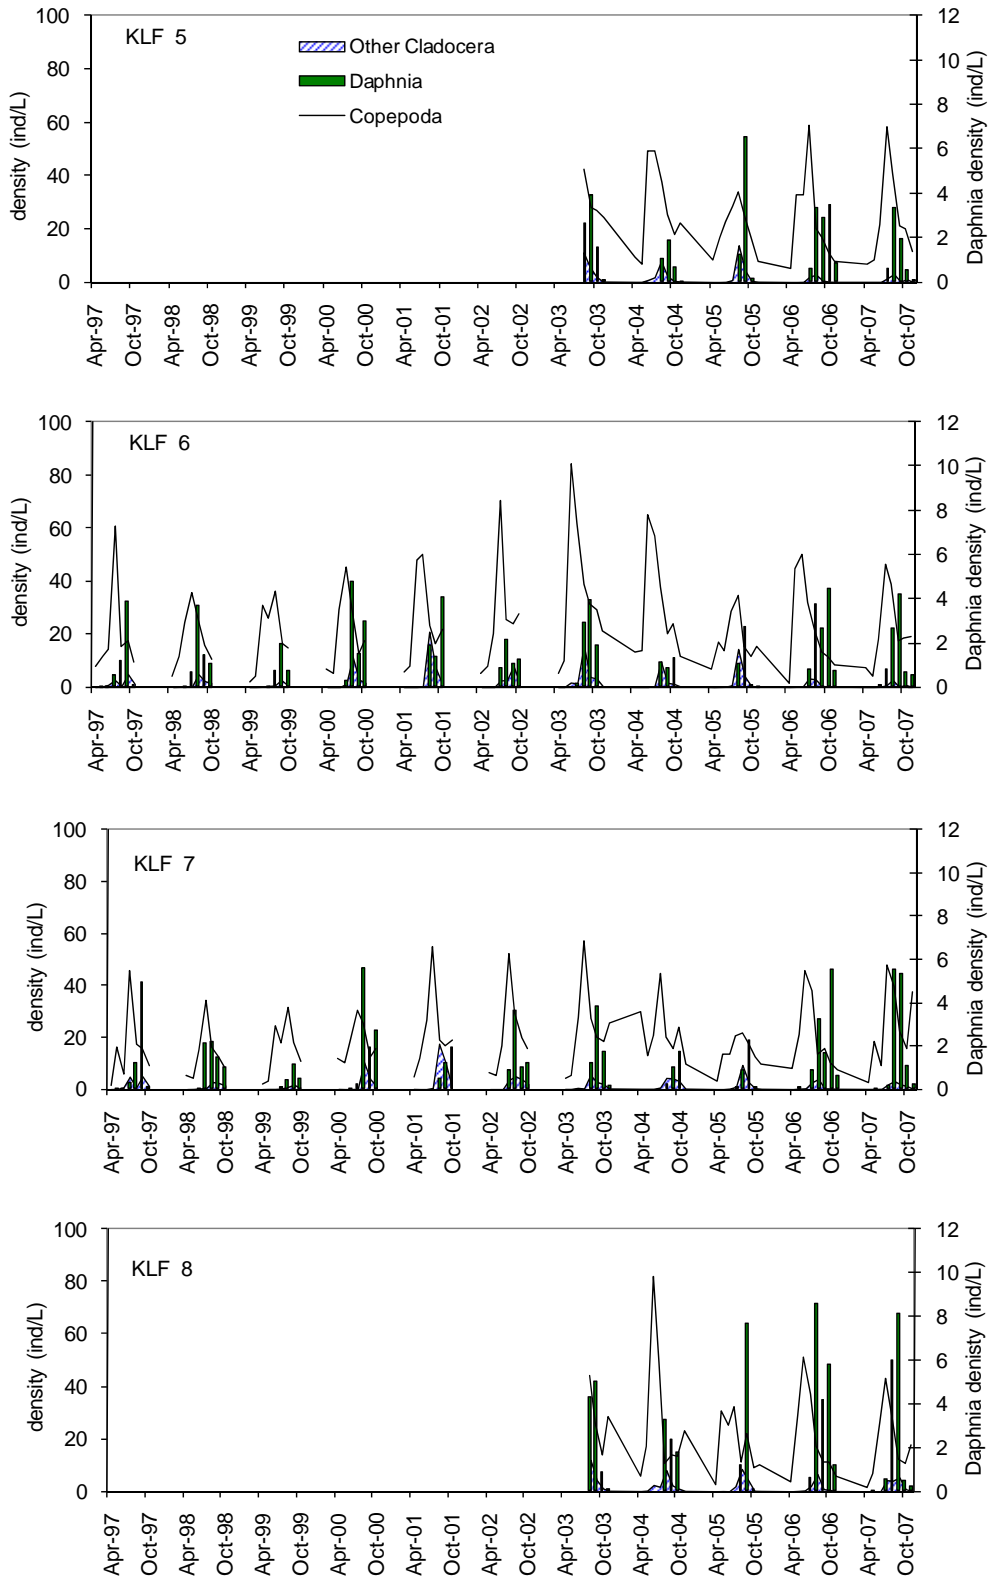 KLF 5
Other Cladocera
Daphnia
Copepoda
density (ind/L)
100
80
60
40
20
0
Daphnia density (ind/L)
12
10
8
6
4
2
0
Apr-97
Oct-97
Apr-98
Oct-98
Apr-99
Oct-99
Apr-00
Oct-00
Apr-01
Oct-01
Apr-02
Oct-02
Apr-03
Oct-03
Apr-04
Oct-04
Apr-05
Oct-05
Apr-06
Oct-06
Apr-07
Oct-07
KLF 6
density (ind/L)
100
80
60
40
20
0
Daphnia density (ind/L)
12
10
8
6
4
2
0
Apr-97
Oct-97
Apr-98
Oct-98
Apr-99
Oct-99
Apr-00
Oct-00
Apr-01
Oct-01
Apr-02
Oct-02
Apr-03
Oct-03
Apr-04
Oct-04
Apr-05
Oct-05
Apr-06
Oct-06
Apr-07
Oct-07
KLF 7
density (ind/L)
100
80
60
40
20
0
Daphnia density (ind/L)
12
10
8
6
4
2
0
Apr-97
Oct-97
Apr-98
Oct-98
Apr-99
Oct-99
Apr-00
Oct-00
Apr-01
Oct-01
Apr-02
Oct-02
Apr-03
Oct-03
Apr-04
Oct-04
Apr-05
Oct-05
Apr-06
Oct-06
Apr-07
Oct-07
KLF 8
density (ind/L)
100
80
60
40
20
0
Daphnia denisty (ind/L)
12
10
8
6
4
2
0
Apr-97
Oct-97
Apr-98
Oct-98
Apr-99
Oct-99
Apr-00
Oct-00
Apr-01
Oct-01
Apr-02
Oct-02
Apr-03
Oct-03
Apr-04
Oct-04
Apr-05
Oct-05
Apr-06
Oct-06
Apr-07
Oct-07